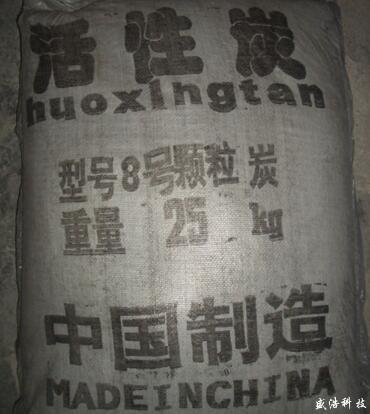 活性炭
huoxingtan
型号8号颗粒炭
重量 25 kg
中国制造
MADEINCHINA
盛浩科技